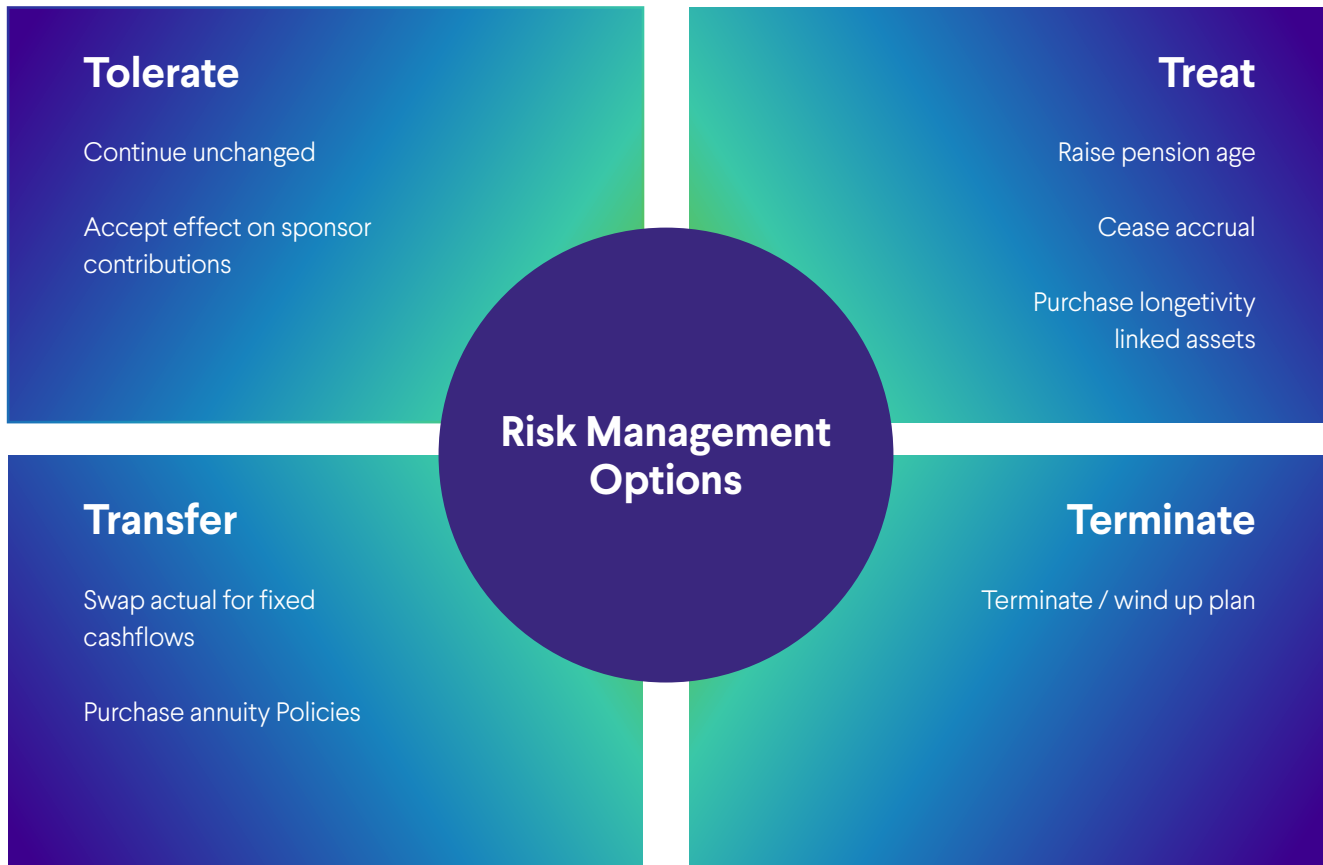 Tolerate
Continue unchanged
Accept effect on sponsor
contributions
Treat
Raise pension age
Cease accrual
Purchase longetivity
linked assets
Risk Management
Options
Transfer
Swap actual for fixed
cashflows
Purchase annuity Policies
Terminate
Terminate / wind up plan